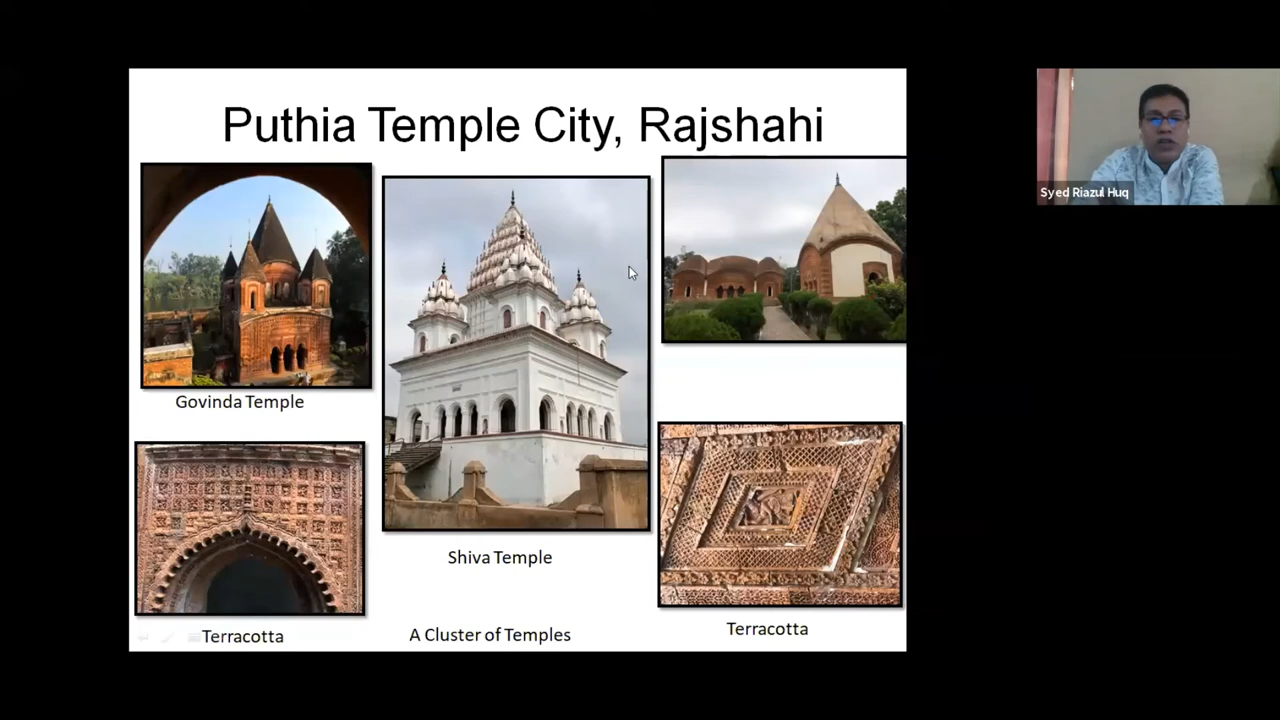 Puthia Temple City, Rajshahi
Syed Riazul Huq
Govinda Temple
Shiva Temple
Terracotta
A Cluster of Temples
Terracotta